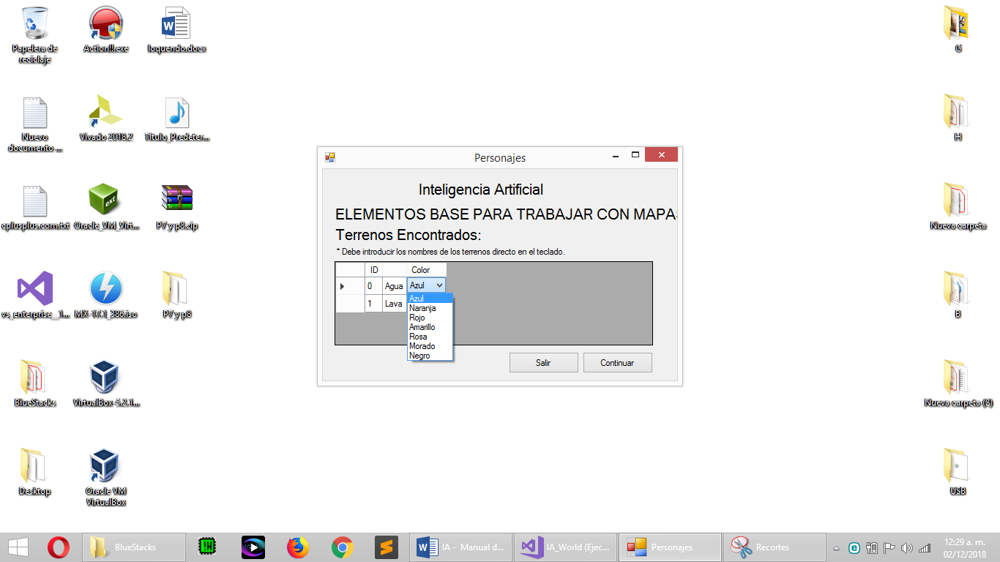 Papelera de
reciclaje
Action!!!.exe
loquendo.docx
G
Nuevo
documento ...
Vivado 2018.2
Titulo_Predeter...
H
cplusplus.com.txt
Oracle_VM_Virt...
P7 y p8.zip
Nueva carpeta
vs_enterprise__1...
MX-17.1_386.iso
P7 y p8
B
BlueStacks
VirtualBox-5.2.1...
Nueva carpeta (2)
Desktop
Oracle VM
VirtualBox
USB
Personajes
Inteligencia Artificial
ELEMENTOS BASE PARA TRABAJAR CON MAPAS
Terrenos Encontrados:
* Debe introducir los nombres de los terrenos directo en el teclado.
ID Color
0 Agua Azul
1 Lava
Azul
Naranja
Rojo
Amarillo
Rosa
Morado
Negro
Salir Continuar
BlueStacks
IA - Manual d...
IA_World (Ejec...
Personajes
Recortes
12:29 a. m.
02/12/2018